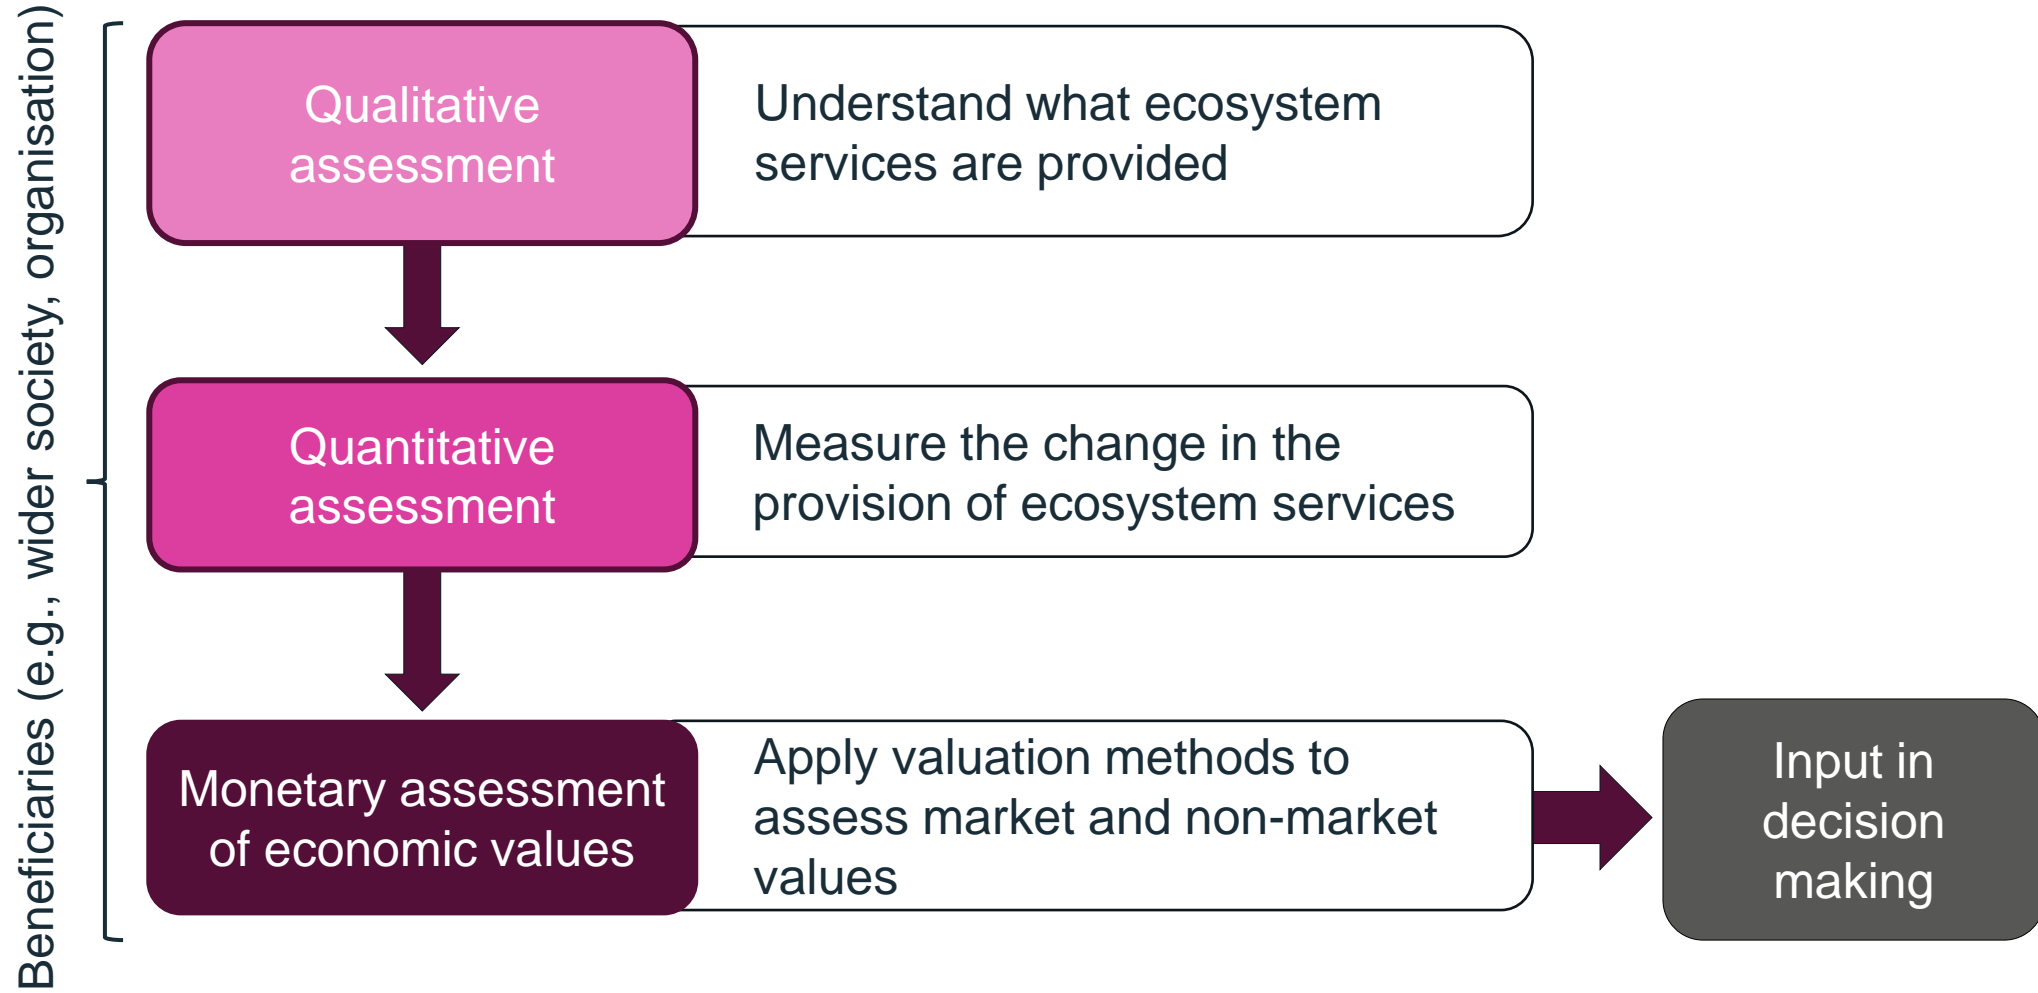 Beneficiaries (e.g., wider society, organisation)
Qualitative
assessment
Understand what ecosystem
services are provided
Quantitative
assessment
Measure the change in the
provision of ecosystem services
Monetary assessment
of economic values
Apply valuation methods to
assess market and non-market
values
Input in
decision
making